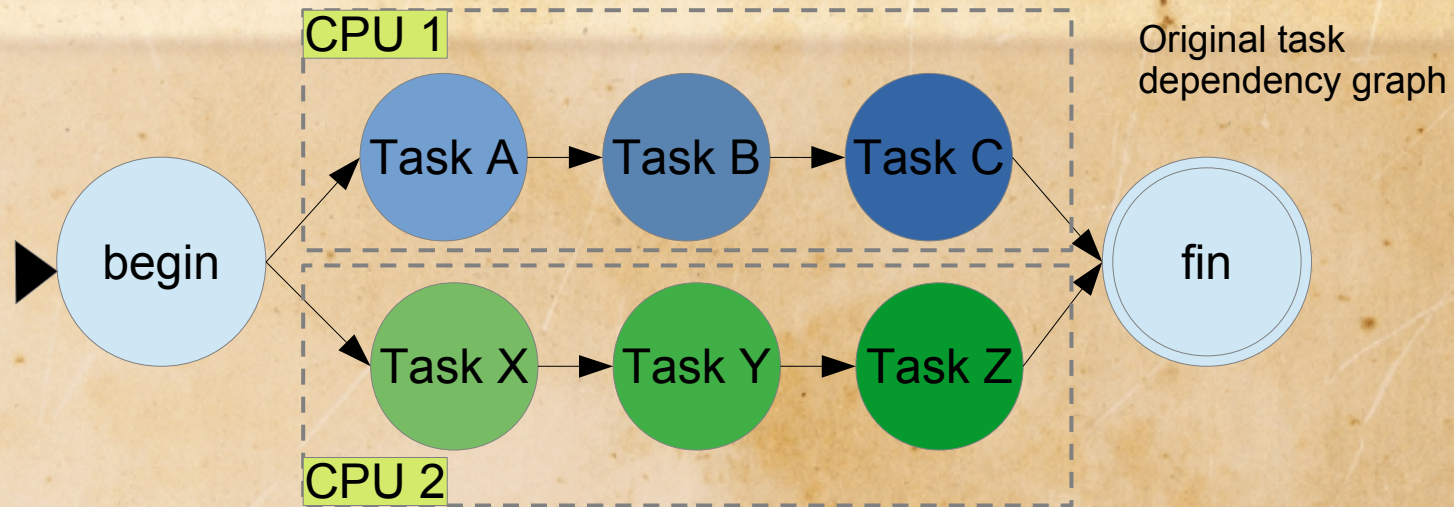 CPU 1
Original task
dependency graph
Task A
Task B
Task C
begin
fin
Task X
Task Y
Task Z
CPU 2